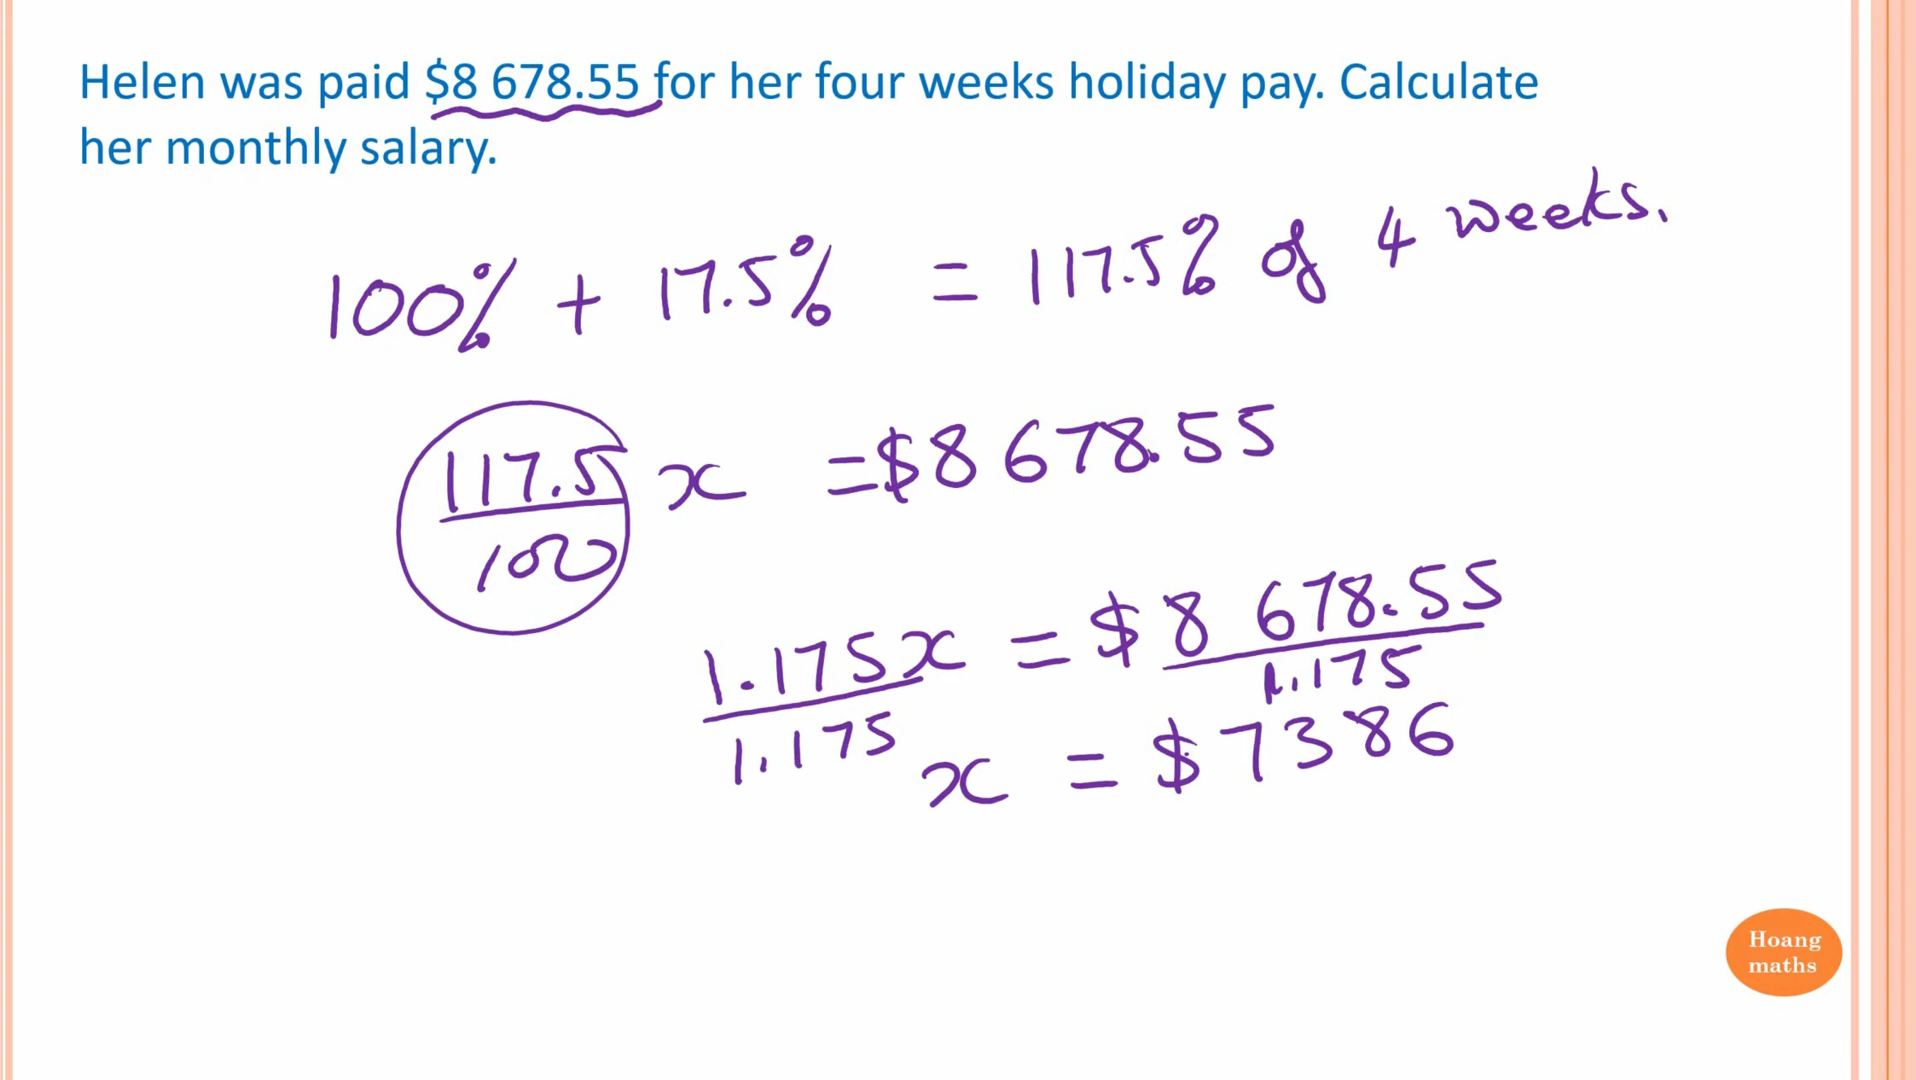 Helen was paid $8 678.55 for her four weeks holiday pay. Calculate
her monthly salary.
100% + 17.5% = 117.5% of 4 weeks.
117.5/100 x = $8 678.55
1.175x/1.175 = $8 678.55/1.175
x = $7386
Hoang
maths